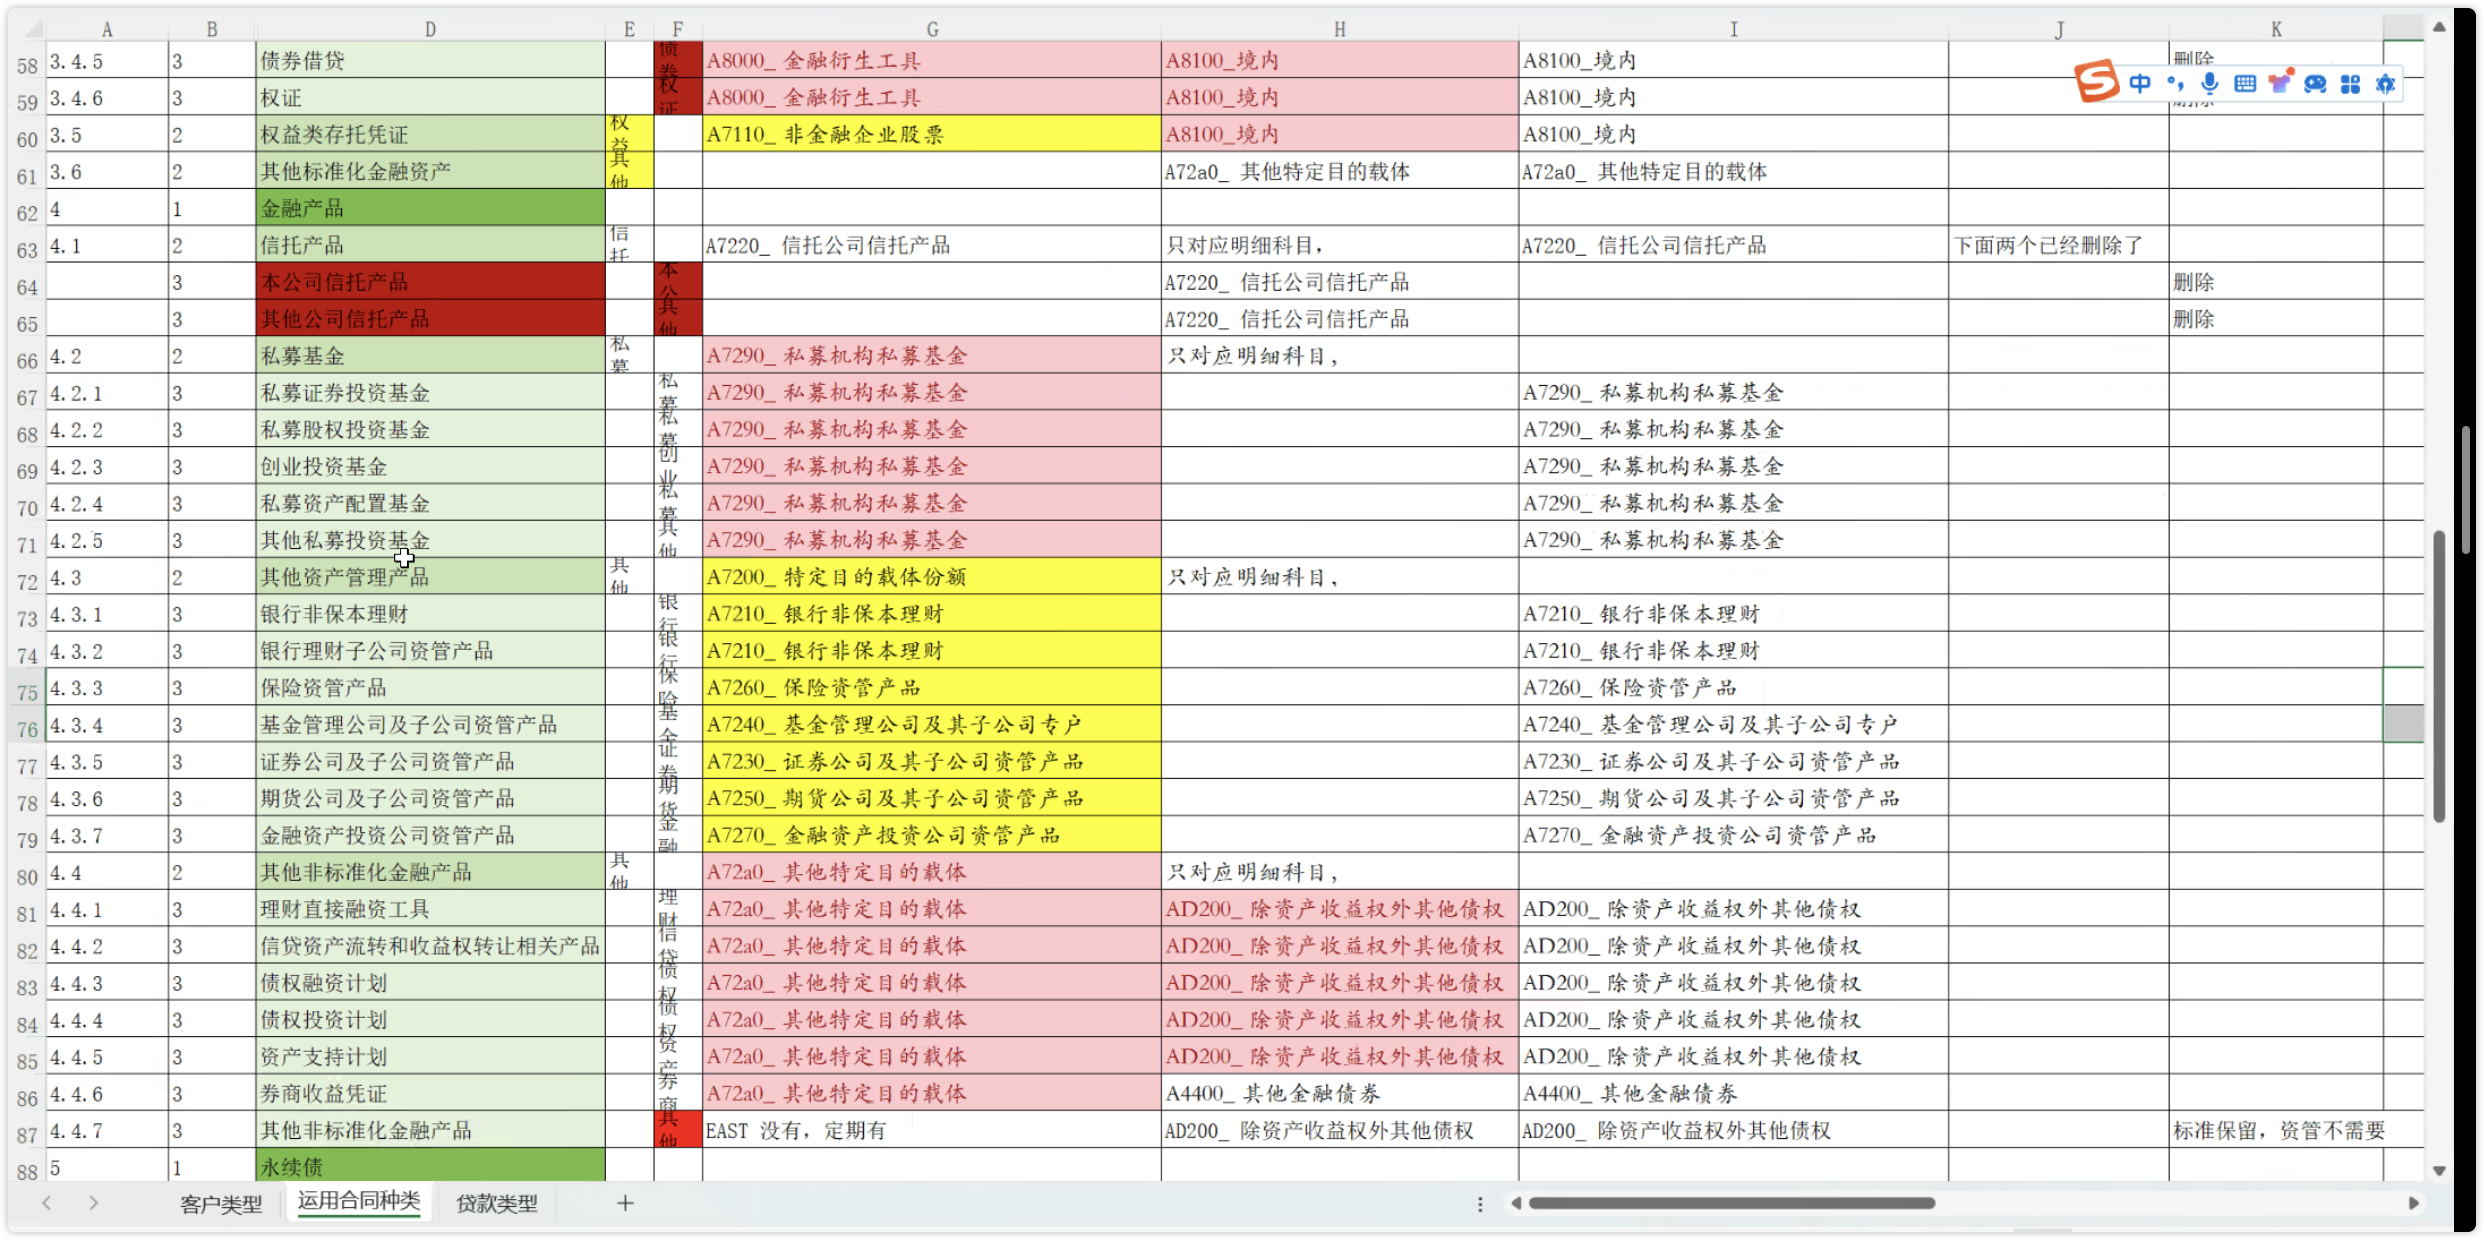 A B D E F G H I J K
58 3.4.5 3 债券借贷 债券 A8000_ 金融衍生工具 A8100_境内 A8100_境内 删除
59 3.4.6 3 权证 权证 A8000_ 金融衍生工具 A8100_境内 A8100_境内 删除
中
60 3.5 2 权益类存托凭证 权益 A7110_ 非金融企业股票 A8100_境内 A8100_境内
61 3.6 2 其他标准化金融资产 其他 A72a0_ 其他特定目的载体 A72a0_ 其他特定目的载体
62 4 1 金融产品
63 4.1 2 信托产品 信托 A7220_ 信托公司信托产品 只对应明细科目, A7220_ 信托公司信托产品 下面两个已经删除了
64 3 本公司信托产品 本公 A7220_ 信托公司信托产品 删除
65 3 其他公司信托产品 其他 A7220_ 信托公司信托产品 删除
66 4.2 2 私募基金 私募 A7290_ 私募机构私募基金 只对应明细科目,
67 4.2.1 3 私募证券投资基金 私募 A7290_ 私募机构私募基金 A7290_ 私募机构私募基金
68 4.2.2 3 私募股权投资基金 私募 A7290_ 私募机构私募基金 A7290_ 私募机构私募基金
69 4.2.3 3 创业投资基金 创业 A7290_ 私募机构私募基金 A7290_ 私募机构私募基金
70 4.2.4 3 私募资产配置基金 私募 A7290_ 私募机构私募基金 A7290_ 私募机构私募基金
71 4.2.5 3 其他私募投资基金 其他 A7290_ 私募机构私募基金 A7290_ 私募机构私募基金
72 4.3 2 其他资产管理产品 其他 A7200_ 特定目的载体份额 只对应明细科目,
73 4.3.1 3 银行非保本理财 银行 A7210_ 银行非保本理财 A7210_ 银行非保本理财
74 4.3.2 3 银行理财子公司资管产品 银行 A7210_ 银行非保本理财 A7210_ 银行非保本理财
75 4.3.3 3 保险资管产品 保险 A7260_ 保险资管产品 A7260_ 保险资管产品
76 4.3.4 3 基金管理公司及子公司资管产品 基金 A7240_ 基金管理公司及其子公司专户 A7240_ 基金管理公司及其子公司专户
77 4.3.5 3 证券公司及子公司资管产品 证券 A7230_ 证券公司及其子公司资管产品 A7230_ 证券公司及其子公司资管产品
78 4.3.6 3 期货公司及子公司资管产品 期货 A7250_ 期货公司及其子公司资管产品 A7250_ 期货公司及其子公司资管产品
79 4.3.7 3 金融资产投资公司资管产品 金融 A7270_ 金融资产投资公司资管产品 A7270_ 金融资产投资公司资管产品
80 4.4 2 其他非标准化金融产品 其他 A72a0_ 其他特定目的载体 只对应明细科目,
81 4.4.1 3 理财直接融资工具 理财 A72a0_ 其他特定目的载体 AD200_ 除资产收益权外其他债权 AD200_ 除资产收益权外其他债权
82 4.4.2 3 信贷资产流转和收益权转让相关产品 信贷 A72a0_ 其他特定目的载体 AD200_ 除资产收益权外其他债权 AD200_ 除资产收益权外其他债权
83 4.4.3 3 债权融资计划 债权 A72a0_ 其他特定目的载体 AD200_ 除资产收益权外其他债权 AD200_ 除资产收益权外其他债权
84 4.4.4 3 债权投资计划 债权 A72a0_ 其他特定目的载体 AD200_ 除资产收益权外其他债权 AD200_ 除资产收益权外其他债权
85 4.4.5 3 资产支持计划 资产 A72a0_ 其他特定目的载体 AD200_ 除资产收益权外其他债权 AD200_ 除资产收益权外其他债权
86 4.4.6 3 券商收益凭证 券商 A72a0_ 其他特定目的载体 A4400_ 其他金融债券 A4400_ 其他金融债券
87 4.4.7 3 其他非标准化金融产品 其他 EAST 没有, 定期有 AD200_ 除资产收益权外其他债权 AD200_ 除资产收益权外其他债权 标准保留, 资管不需要
88 5 1 永续债
客户类型 运用合同种类 贷款类型 +